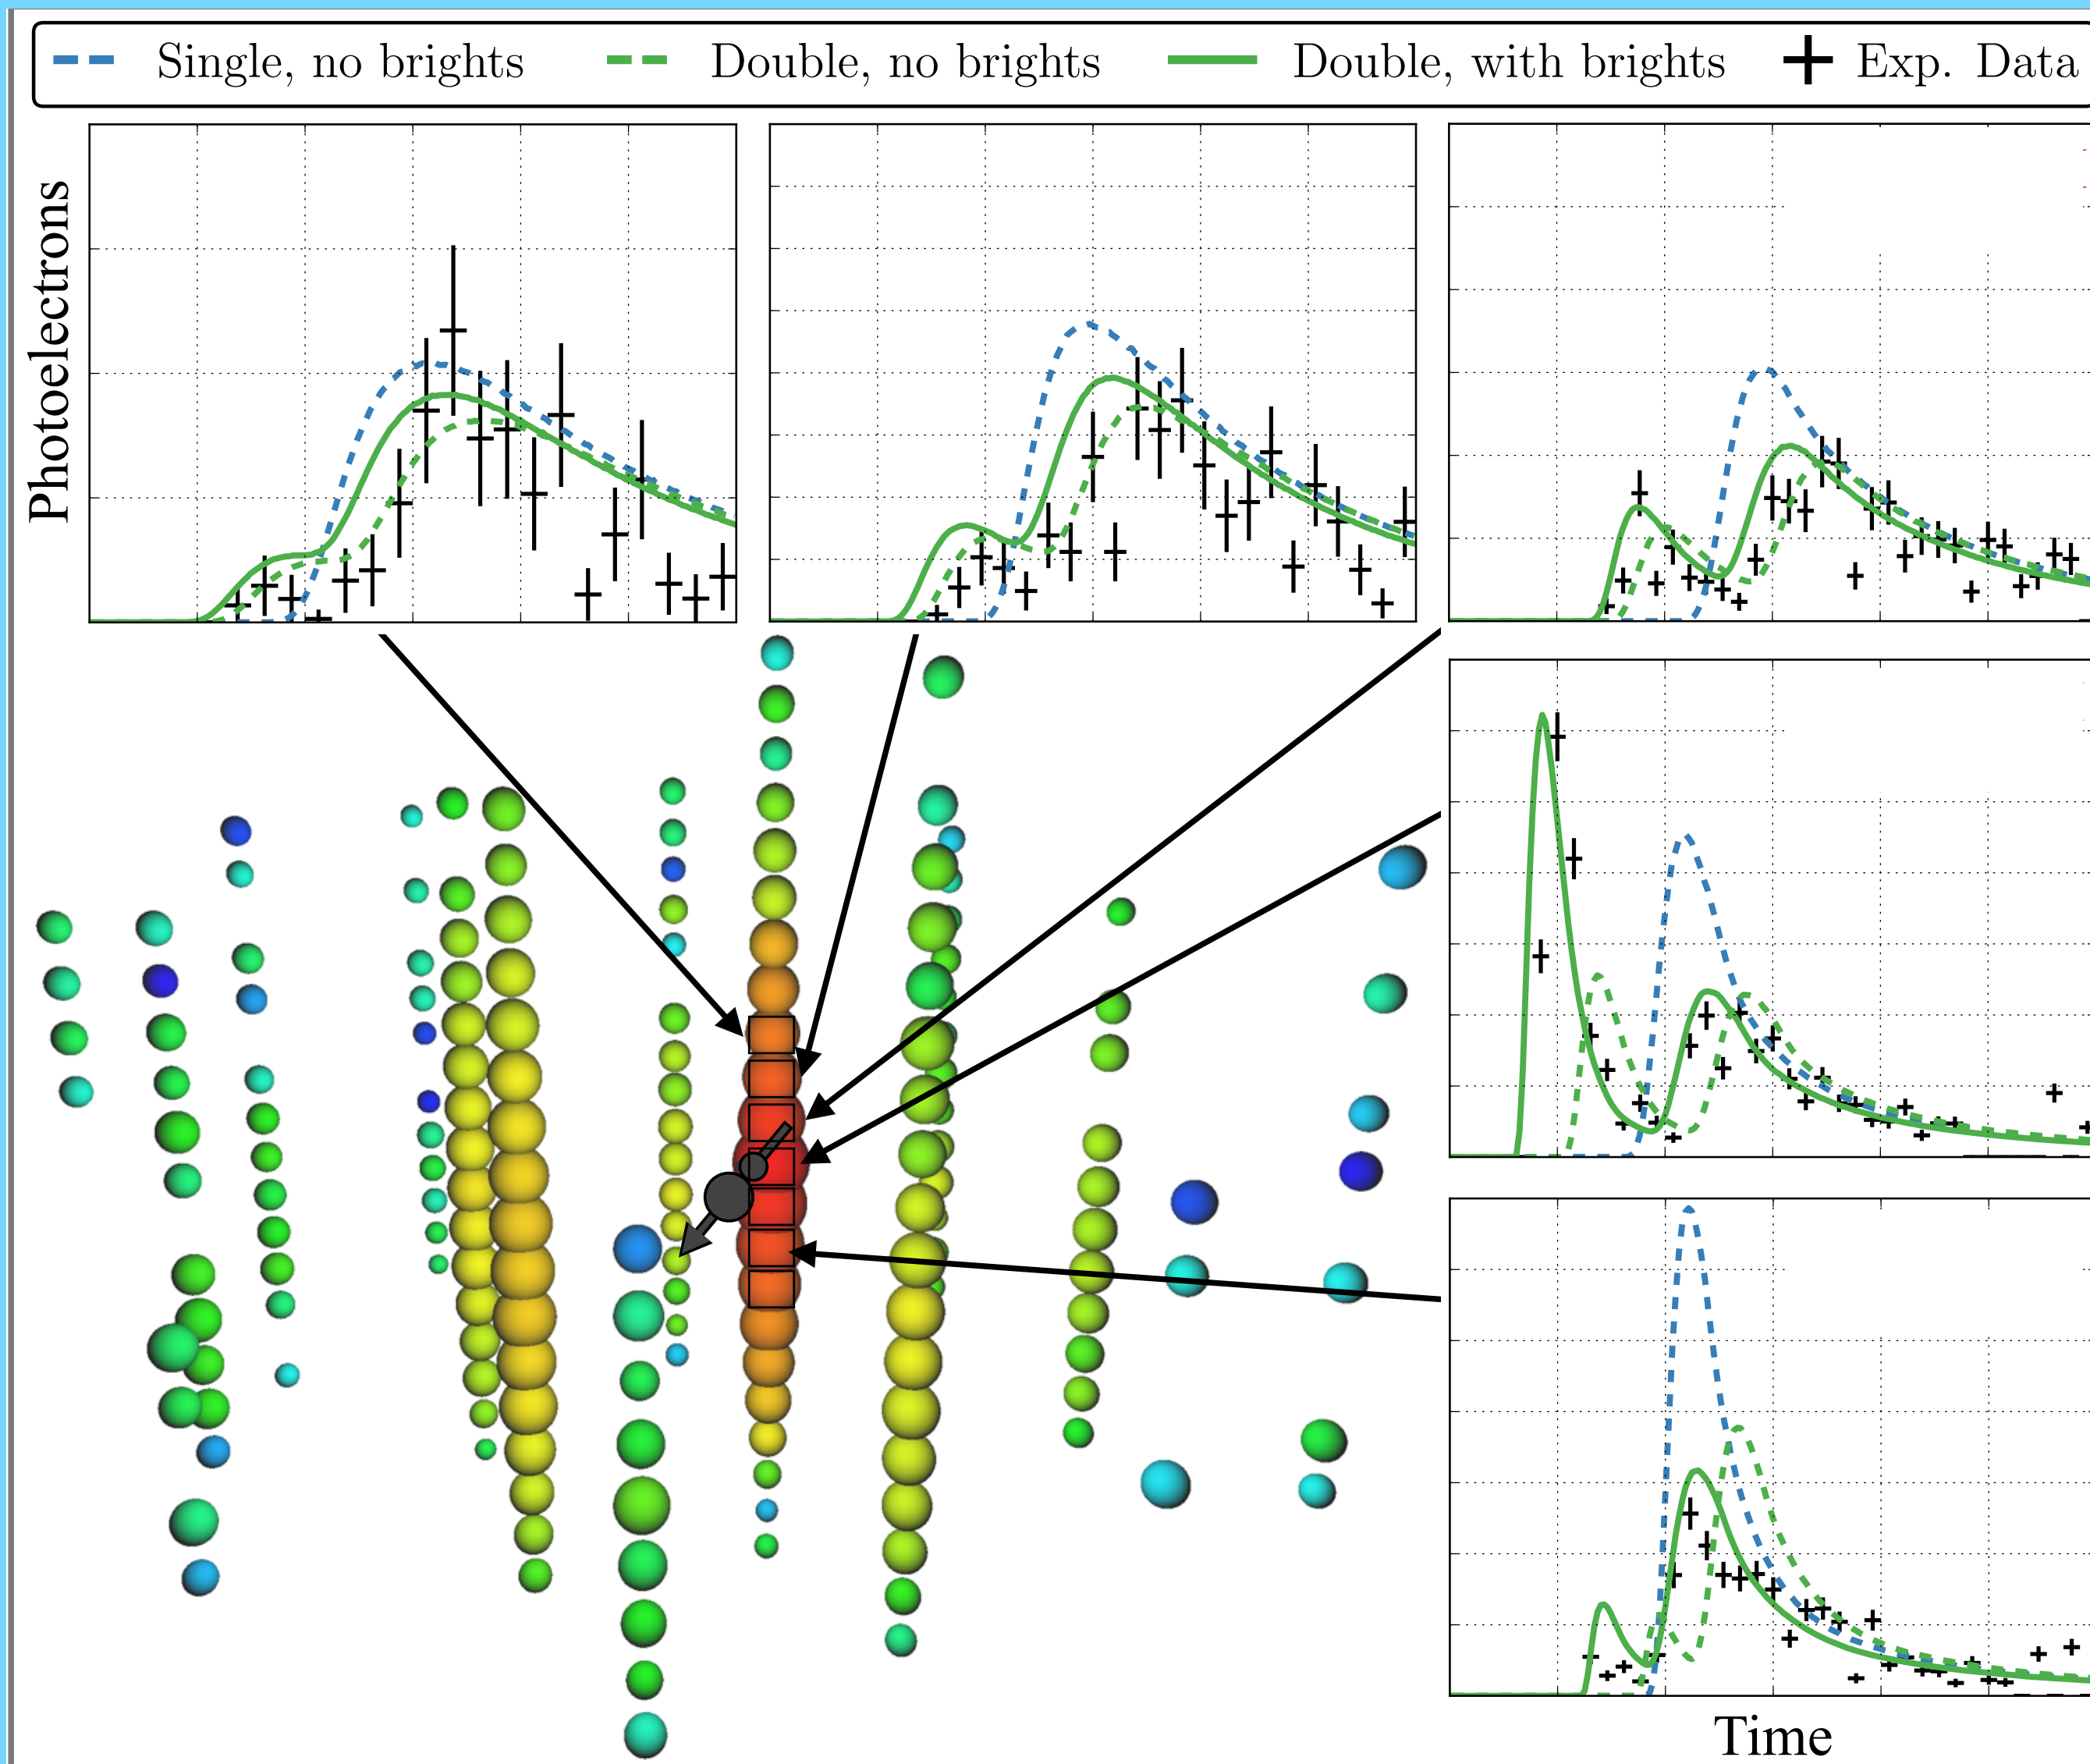 Single, no brights Double, no brights Double, with brights Exp. Data
Photoelectrons
Time